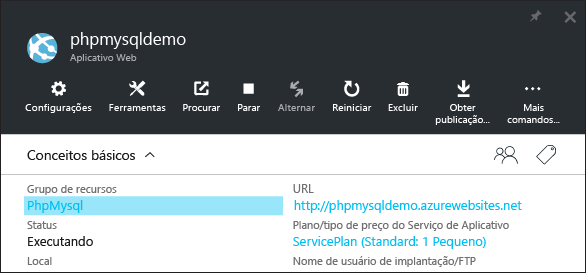 phpmysqldemo
Aplicativo Web
Configurações Ferramentas Procurar Parar Alternar Reiniciar Excluir Obter publicação... Mais comandos...
Conceitos básicos
Grupo de recursos
PhpMysql
Status
Executando
Local
URL
http://phpmysqldemo.azurewebsites.net
Plano/tipo de preço do Serviço de Aplicativo
ServicePlan (Standard: 1 Pequeno)
Nome de usuário de implantação/FTP